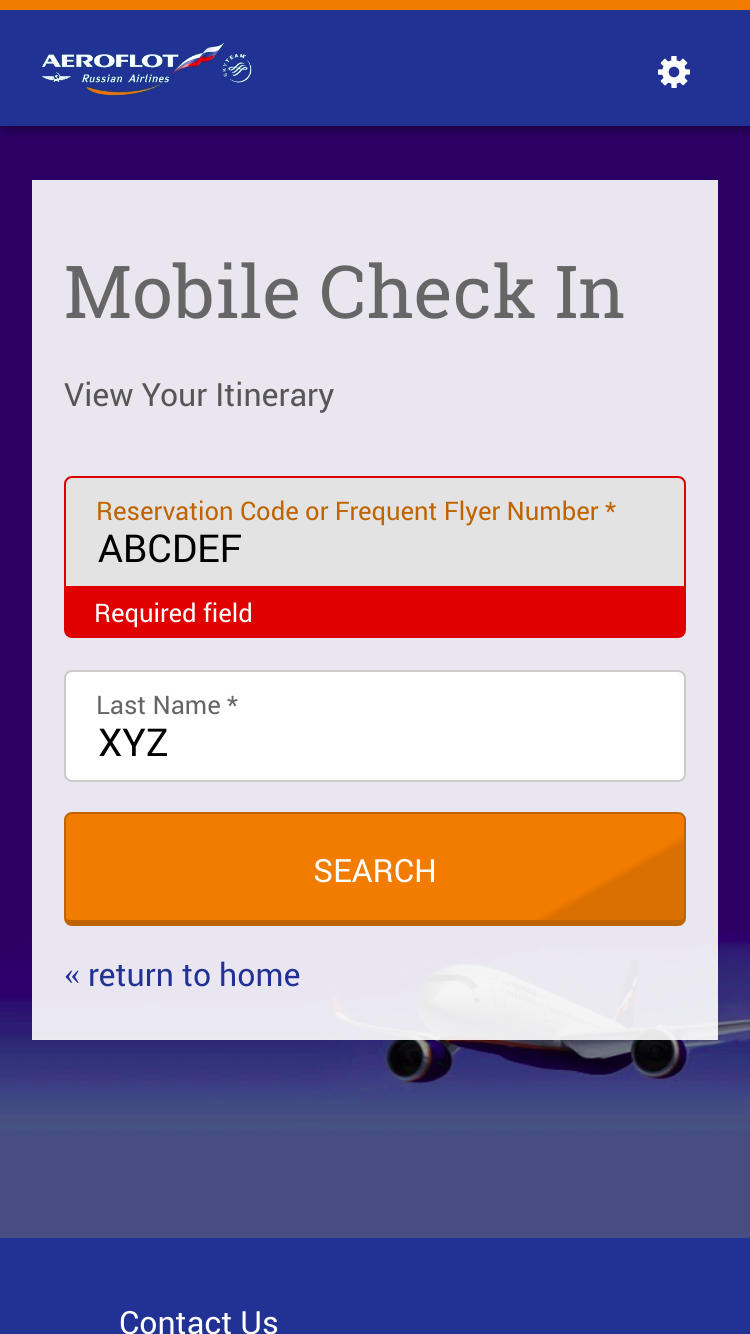 AEROFLOT
Russian Airlines
SKYTEAM
Mobile Check In
View Your Itinerary
Reservation Code or Frequent Flyer Number *
ABCDEF
Required field
Last Name *
XYZ
SEARCH
« return to home
Contact Us